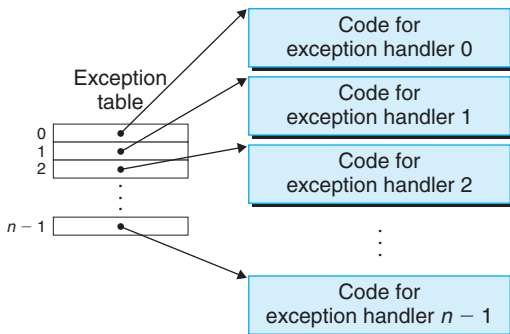 Code for
exception handler 0
Exception
table
Code for
exception handler 1
0
1
2
Code for
exception handler 2
. . .
. . .
n − 1
Code for
exception handler n − 1